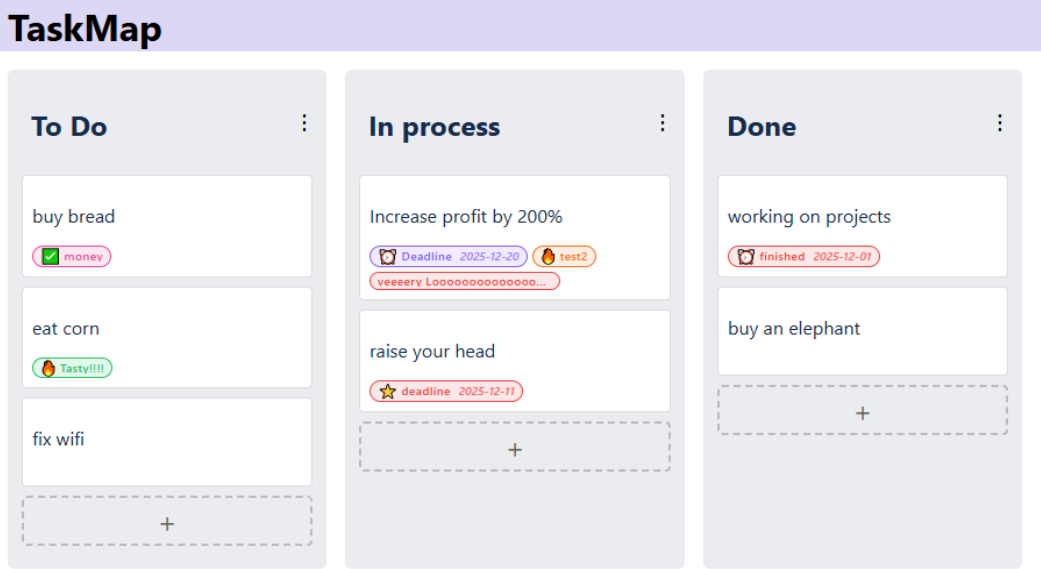 TaskMap
To Do
buy bread
✅ money
eat corn
🔥 Tasty!!!!
fix wifi
+
In process
Increase profit by 200%
⏰ Deadline 2025-12-20 🔥 test2
veeeery Looooooooooooooo...
raise your head
⭐ deadline 2025-12-11
+
Done
working on projects
⏰ finished 2025-12-01
buy an elephant
+